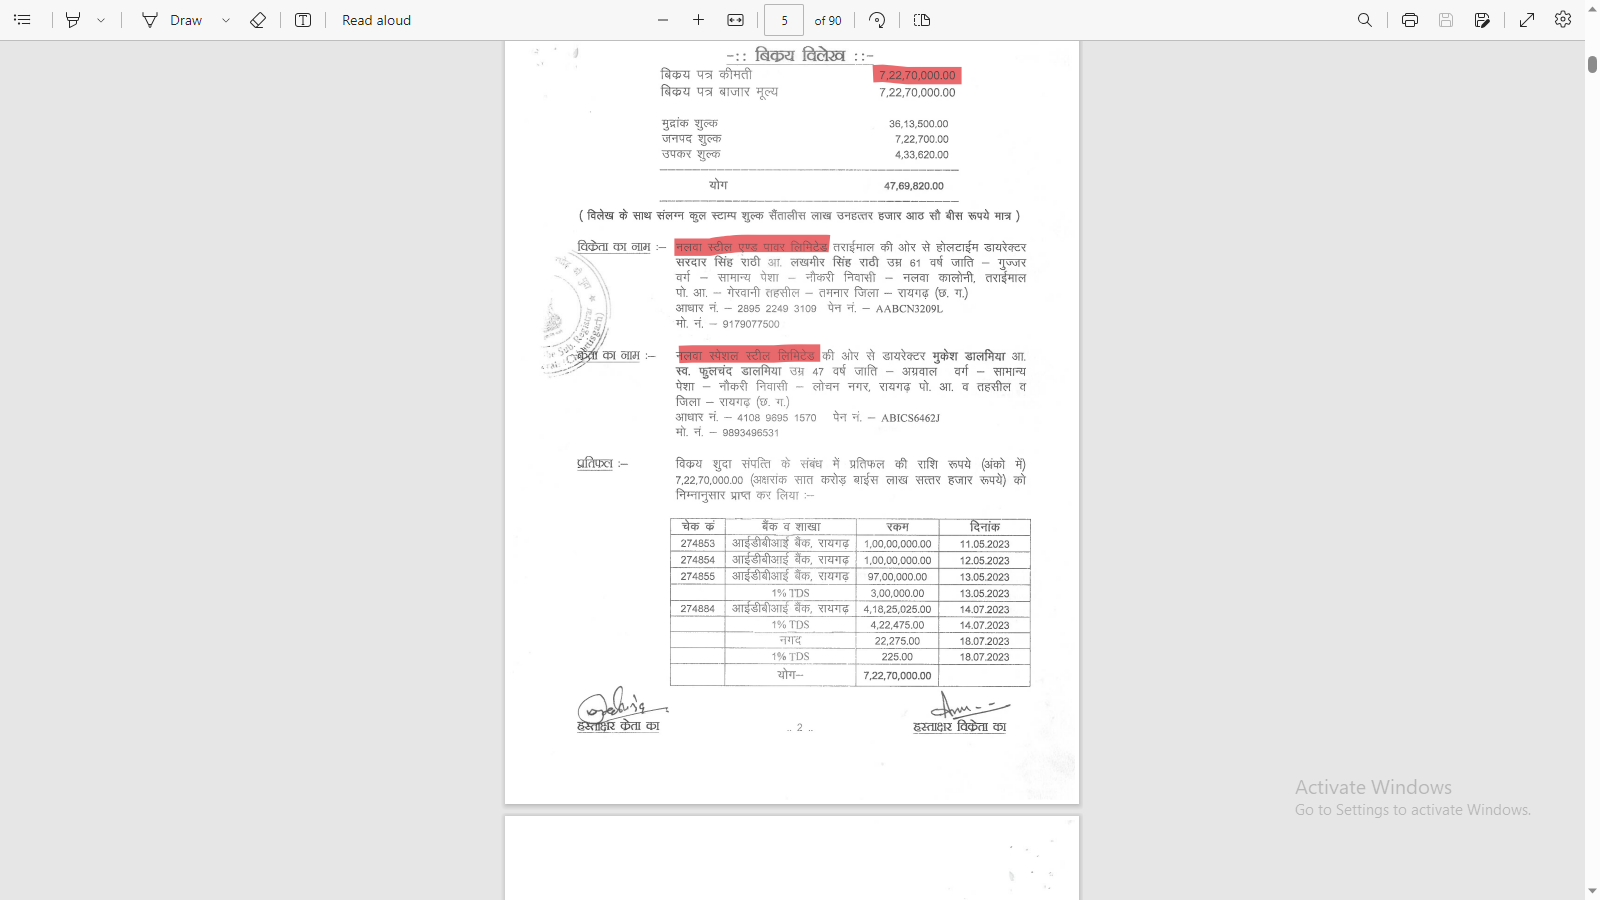 Draw
Read aloud
5
of 90
-:: बिक्रय विलेख ::-
बिक्रय पत्र कीमती 7,22,70,000.00
बिक्रय पत्र बाजार मूल्य 7,22,70,000.00
मुद्रांक शुल्क 36,13,500.00
जनपद शुल्क 7,22,700.00
उपकर शुल्क 4,33,620.00
योग 47,69,820.00
( विलेख के साथ संलग्न कुल स्टाम्प शुल्क सैंतालीस लाख उनहत्तर हजार आठ सौ बीस रूपये मात्र )
विक्रेता का नाम :– नलवा स्टील एण्ड पावर लिमिटेड तराईमाल की ओर से होलटाईम डायरेक्टर
सरदार सिंह राठी आ. लखगीर सिंह राठी उम्र 61 वर्ष जाति – गुज्जर
वर्ग – सामान्य पेशा – नौकरी निवासी – नलवा कालोनी, तराईमाल
पो. आ. – गेरवानी तहसील – तमनार जिला – रायगढ़ (छ. ग.)
आधार नं. – 2895 2249 3109 पेन नं. – AABCN3209L
मो. नं. – 9179077500
क्रेता का नाम :– नलवा स्पेशल स्टील लिमिटेड की ओर से डायरेक्टर मुकेश डालमिया आ.
स्व. फुलचंद डालमिया उम्र 47 वर्ष जाति – अग्रवाल वर्ग – सामान्य
पेशा – नौकरी निवासी – लोचन नगर, रायगढ़ पो. आ. व तहसील व
जिला – रायगढ़ (छ. ग.)
आधार नं. – 4108 9695 1570 पेन नं. – ABICS6462J
मो. नं. – 9893496531
प्रतिफल :– विक्रय शुदा संपत्ति के संबंध में प्रतिफल की राशि रूपये (अंको में)
7,22,70,000.00 (अक्षरांक सात करोड़ बाईस लाख सत्तर हजार रूपये) को
निम्नानुसार प्राप्त कर लिया :–
चेक कं बैंक व शाखा रकम दिनांक
274853 आईडीबीआई बैंक, रायगढ़ 1,00,00,000.00 11.05.2023
274854 आईडीबीआई बैंक, रायगढ़ 1,00,00,000.00 12.05.2023
274855 आईडीबीआई बैंक, रायगढ़ 97,00,000.00 13.05.2023
1% TDS 3,00,000.00 13.05.2023
274884 आईडीबीआई बैंक, रायगढ़ 4,18,25,025.00 14.07.2023
1% TDS 4,22,475.00 14.07.2023
नगद 22,275.00 18.07.2023
1% TDS 225.00 18.07.2023
योग– 7,22,70,000.00
हस्ताक्षर क्रेता का .. 2 .. हस्ताक्षर विक्रेता का
Activate Windows
Go to Settings to activate Windows.